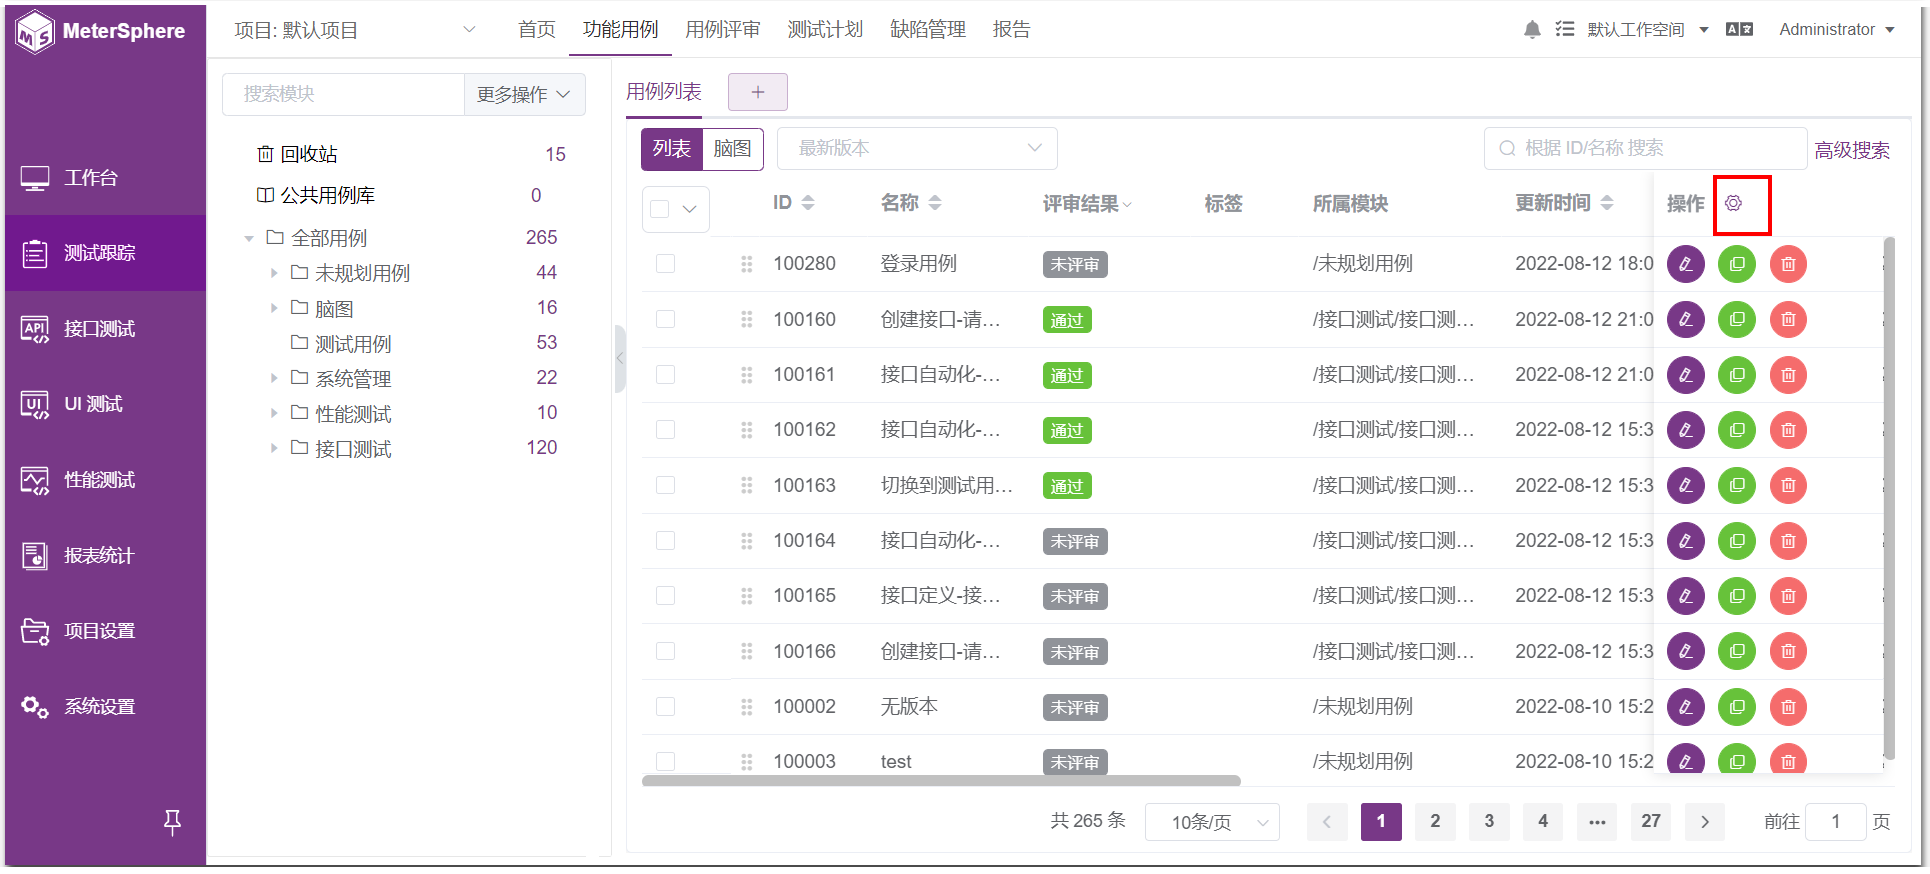 MeterSphere
项目: 默认项目
首页 功能用例 用例评审 测试计划 缺陷管理 报告
默认工作空间
Administrator
工作台
测试跟踪
API 接口测试
UI UI 测试
性能测试
报表统计
项目设置
系统设置
搜索模块 更多操作
回收站 15
公共用例库 0
全部用例 265
未规划用例 44
脑图 16
测试用例 53
系统管理 22
性能测试 10
接口测试 120
用例列表 +
列表 脑图 最新版本 根据 ID/名称 搜索 高级搜索
ID 名称 评审结果 标签 所属模块 更新时间 操作
100280 登录用例 未评审 /未规划用例 2022-08-12 18:0
100160 创建接口-请... 通过 /接口测试/接口测... 2022-08-12 21:0
100161 接口自动化-... 通过 /接口测试/接口测... 2022-08-12 21:0
100162 接口自动化-... 通过 /接口测试/接口测... 2022-08-12 15:3
100163 切换到测试用... 通过 /接口测试/接口测... 2022-08-12 15:3
100164 接口自动化-... 未评审 /接口测试/接口测... 2022-08-12 15:3
100165 接口定义-接... 未评审 /接口测试/接口测... 2022-08-12 15:3
100166 创建接口-请... 未评审 /接口测试/接口测... 2022-08-12 15:3
100002 无版本 未评审 /未规划用例 2022-08-10 15:2
100003 test 未评审 /未规划用例 2022-08-10 15:2
共 265 条 10条/页 1 2 3 4 ... 27 前往 1 页